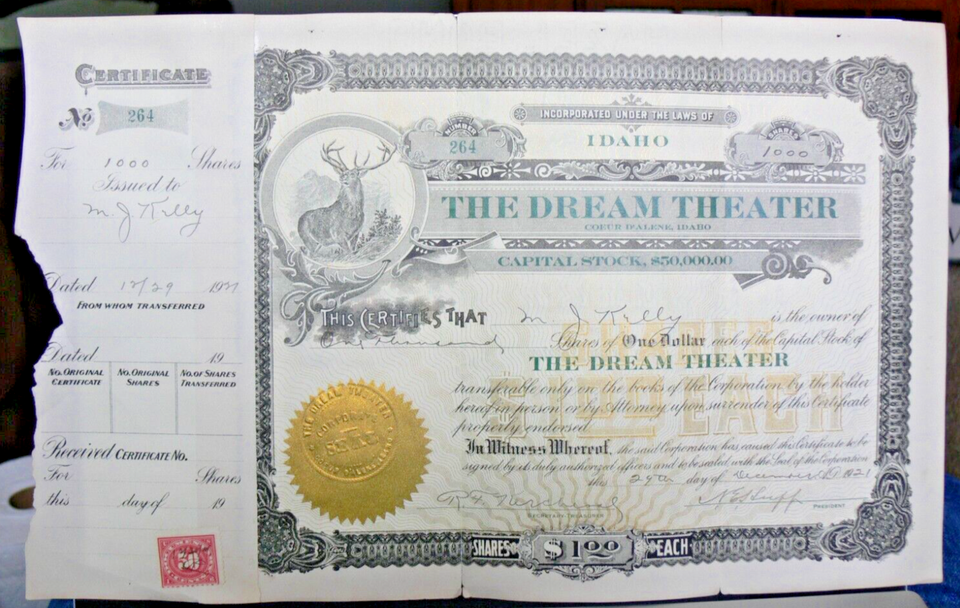 CERTIFICATE
No 264
For 1000 Shares
Issued to
M. J. Kelly
Dated 12/29 1921
FROM WHOM TRANSFERRED
Dated 19
No. ORIGINAL CERTIFICATE
No. ORIGINAL SHARES
No. OF SHARES TRANSFERRED
Received CERTIFICATE No.
For Shares
this day of 19
INCORPORATED UNDER THE LAWS OF
IDAHO
NUMBER
264
SHARES
1000
THE DREAM THEATER
COEUR D'ALENE, IDAHO
CAPITAL STOCK, $50,000.00
THIS CERTIFIES THAT M. J. Kelly is the owner of
One thousand Shares of One Dollar each of the Capital Stock of
THE DREAM THEATER
transferable only on the books of the Corporation by the holder
hereof in person or by Attorney upon surrender of this Certificate
properly endorsed.
In Witness Whereof, the said Corporation has caused this Certificate to be
signed by its duly authorized officers and to be sealed with the Seal of the Corporation
this 29th day of December A.D. 1921
SECRETARY
PRESIDENT
THE DREAM THEATER
CORPORATE
SEAL
SHARES $1.00 EACH